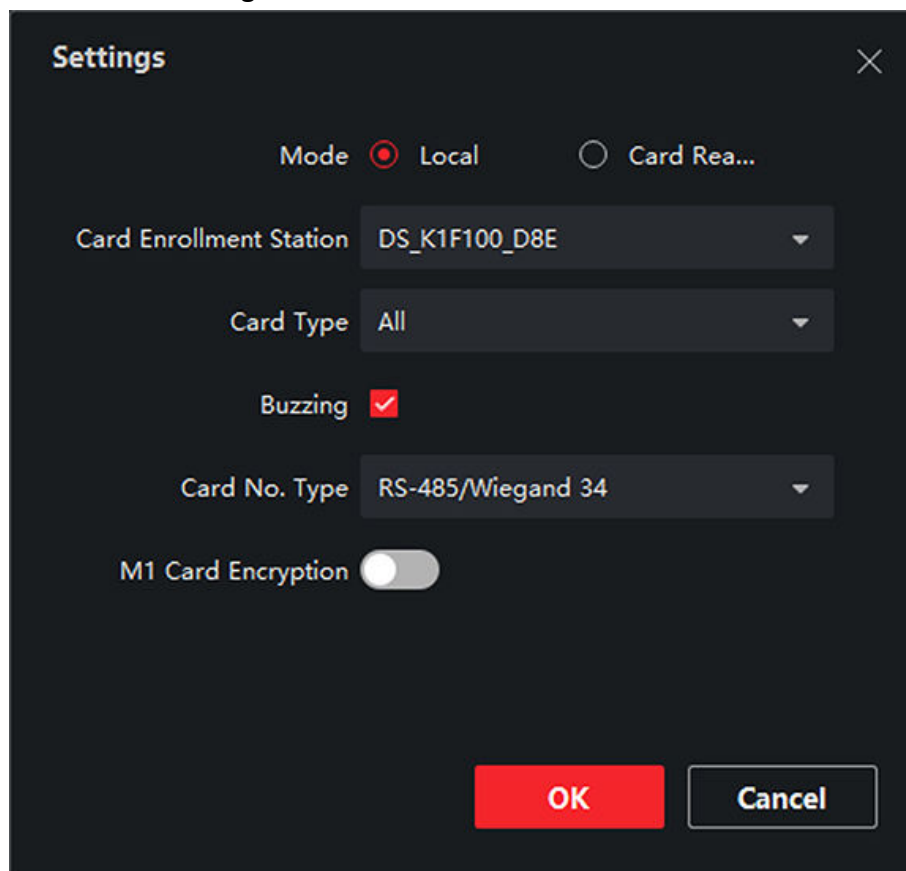 Settings
Mode Local Card Rea...
Card Enrollment Station DS_K1F100_D8E
Card Type All
Buzzing
Card No. Type RS-485/Wiegand 34
M1 Card Encryption
OK Cancel